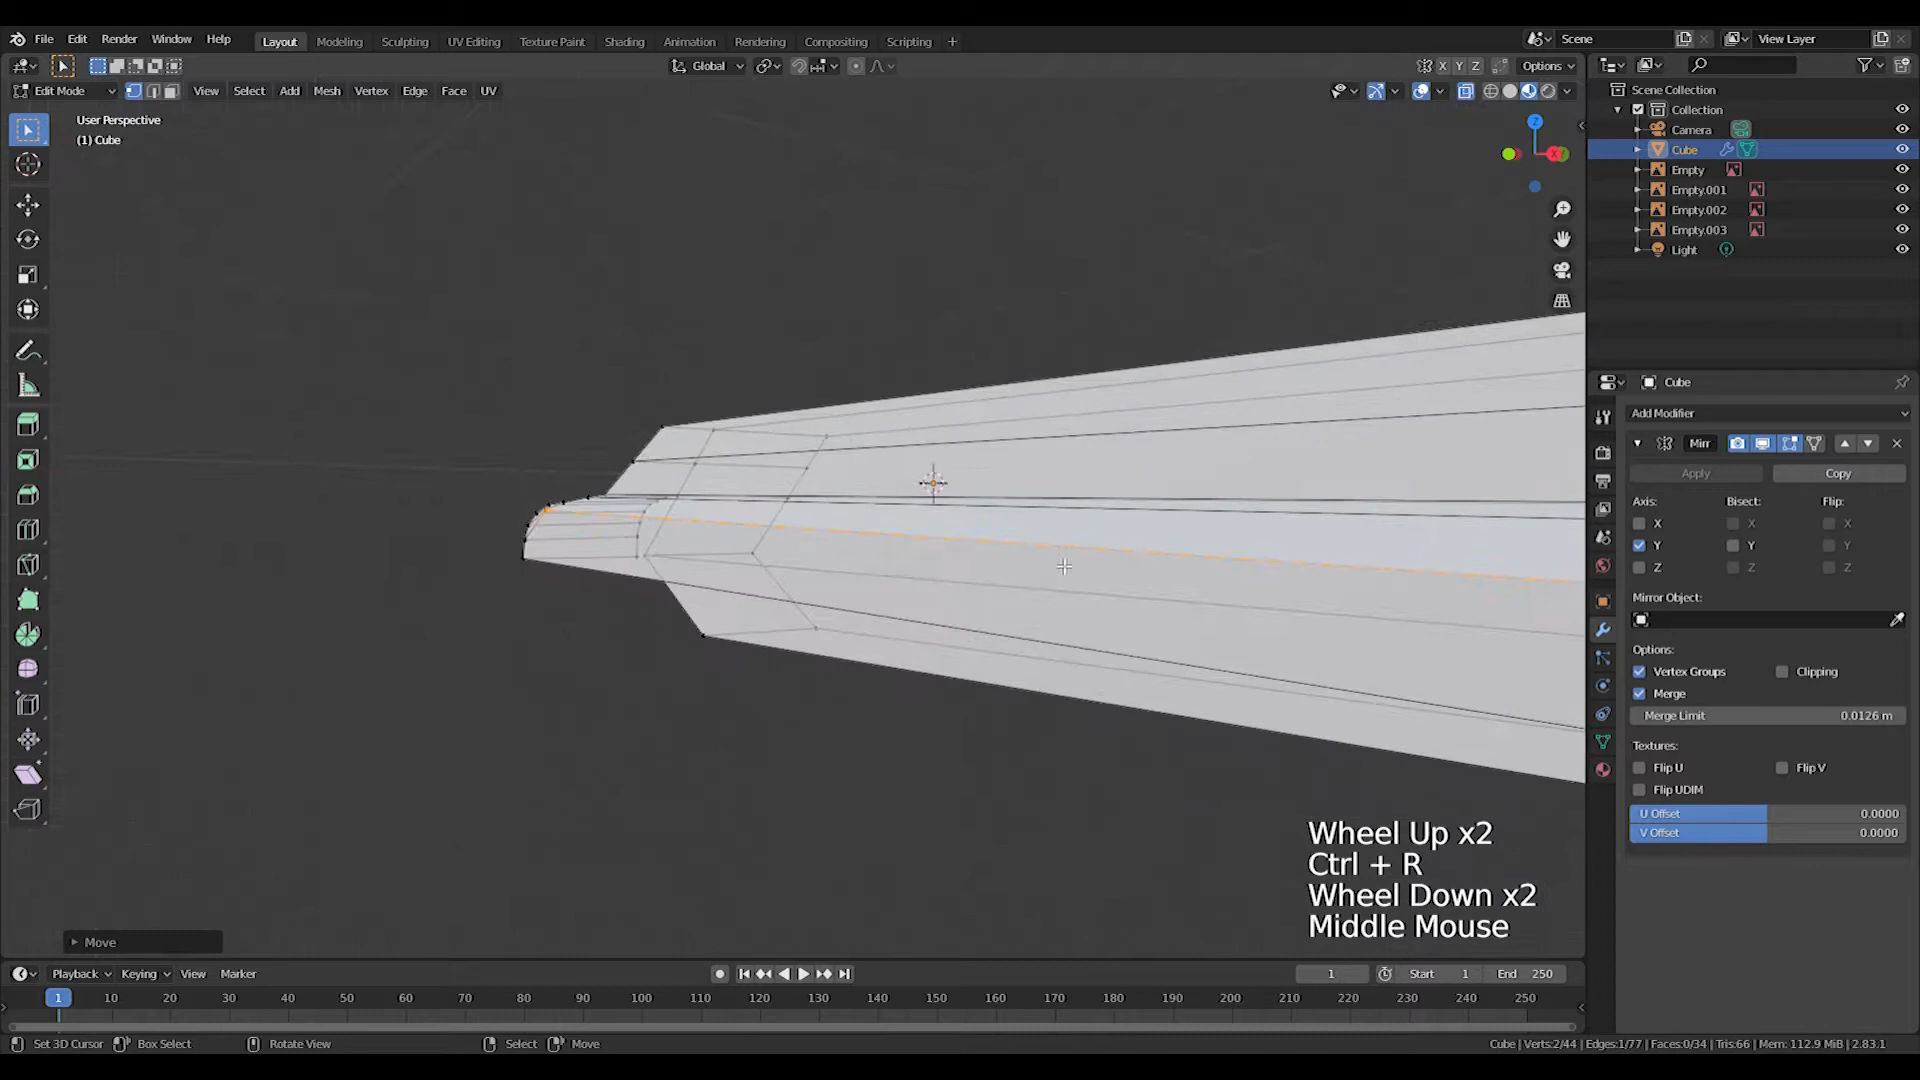 File Edit Render Window Help Layout Modeling Sculpting UV Editing Texture Paint Shading Animation Rendering Compositing Scripting + Scene View Layer
Global X Y Z Options
Edit Mode View Select Add Mesh Vertex Edge Face UV
User Perspective
(1) Cube
Z
X
Scene Collection
Collection
Camera
Cube
Empty
Empty.001
Empty.002
Empty.003
Light
Cube
Add Modifier
Mirr
Apply Copy
Axis: Bisect: Flip:
X X X
Y Y Y
Z Z Z
Mirror Object:
Options:
Vertex Groups Clipping
Merge
Merge Limit 0.0126 m
Textures:
Flip U Flip V
Flip UDIM
U Offset 0.0000
V Offset 0.0000
Wheel Up x2
Ctrl + R
Wheel Down x2
Middle Mouse
Move
Playback Keying View Marker 1 Start 1 End 250
1 10 20 30 40 50 60 70 80 90 100 110 120 130 140 150 160 170 180 190 200 210 220 230 240 250
Set 3D Cursor Box Select Rotate View Select Move Cube | Verts:2/44 | Edges:1/77 | Faces:0/34 | Tris:66 | Mem: 112.9 MiB | 2.83.1